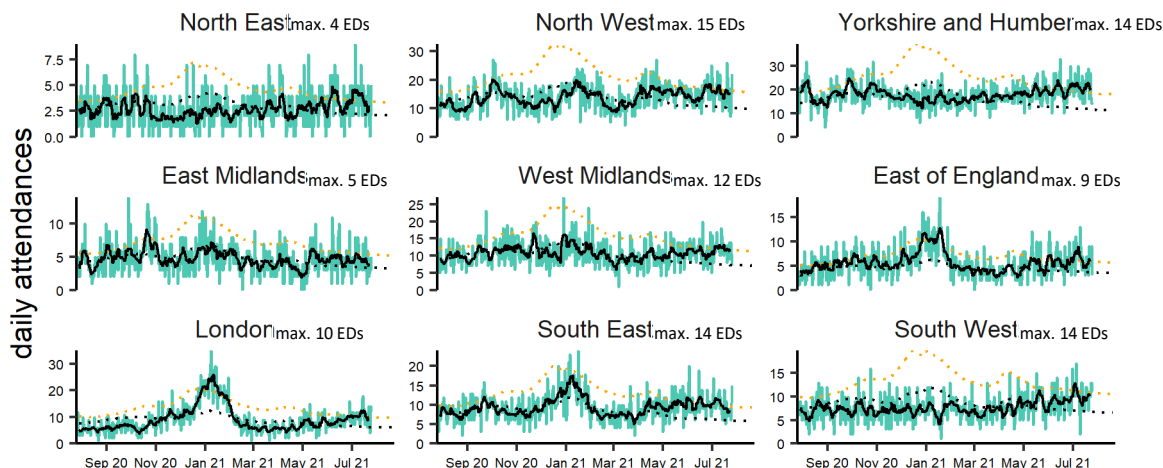 North East max. 4 EDs
North West max. 15 EDs
Yorkshire and Humber max. 14 EDs
7.5
5.0
2.5
0.0
30
20
10
0
30
20
10
0
daily attendances
East Midlands max. 5 EDs
West Midlands max. 12 EDs
East of England max. 9 EDs
10
5
0
25
20
15
10
5
0
15
10
5
0
London max. 10 EDs
South East max. 14 EDs
South West max. 14 EDs
30
20
10
0
20
15
10
5
0
15
10
5
0
Sep 20 Nov 20 Jan 21 Mar 21 May 21 Jul 21
Sep 20 Nov 20 Jan 21 Mar 21 May 21 Jul 21
Sep 20 Nov 20 Jan 21 Mar 21 May 21 Jul 21